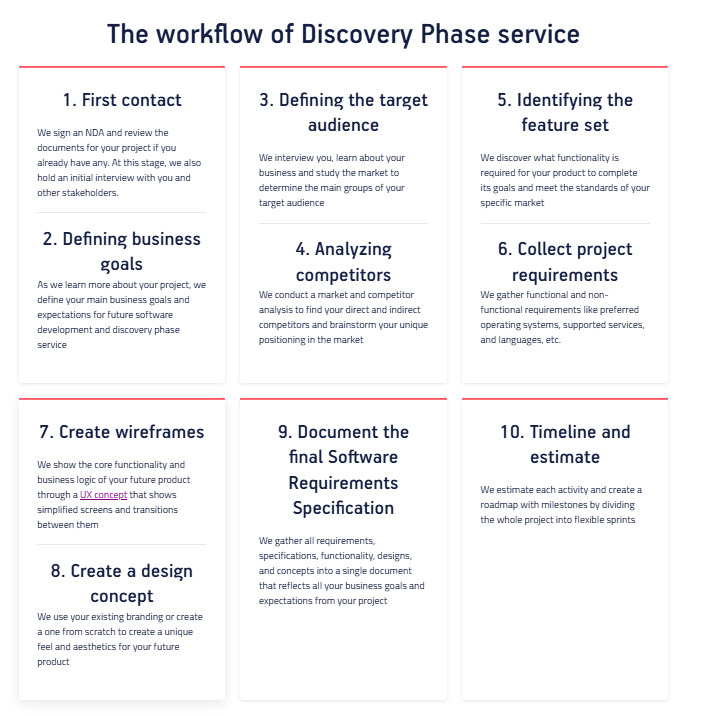 The workflow of Discovery Phase service
1. First contact
We sign an NDA and review the
documents for your project if you
already have any. At this stage, we also
hold an initial interview with you and
other stakeholders.
2. Defining business
goals
As we learn more about your project, we
define your main business goals and
expectations for future software
development and discovery phase
service
3. Defining the target
audience
We interview you, learn about your
business and study the market to
determine the main groups of your
target audience
4. Analyzing
competitors
We conduct a market and competitor
analysis to find your direct and indirect
competitors and brainstorm your unique
positioning in the market
5. Identifying the
feature set
We discover what functionality is
required for your product to complete
its goals and meet the standards of your
specific market
6. Collect project
requirements
We gather functional and non-
functional requirements like preferred
operating systems, supported services,
and languages, etc.
7. Create wireframes
We show the core functionality and
business logic of your future product
through a UX concept that shows
simplified screens and transitions
between them
8. Create a design
concept
We use your existing branding or create
a one from scratch to create a unique
feel and aesthetics for your future
product
9. Document the
final Software
Requirements
Specification
We gather all requirements,
specifications, functionality, designs,
and concepts into a single document
that reflects all your business goals and
expectations from your project
10. Timeline and
estimate
We estimate each activity and create a
roadmap with milestones by dividing
the whole project into flexible sprints